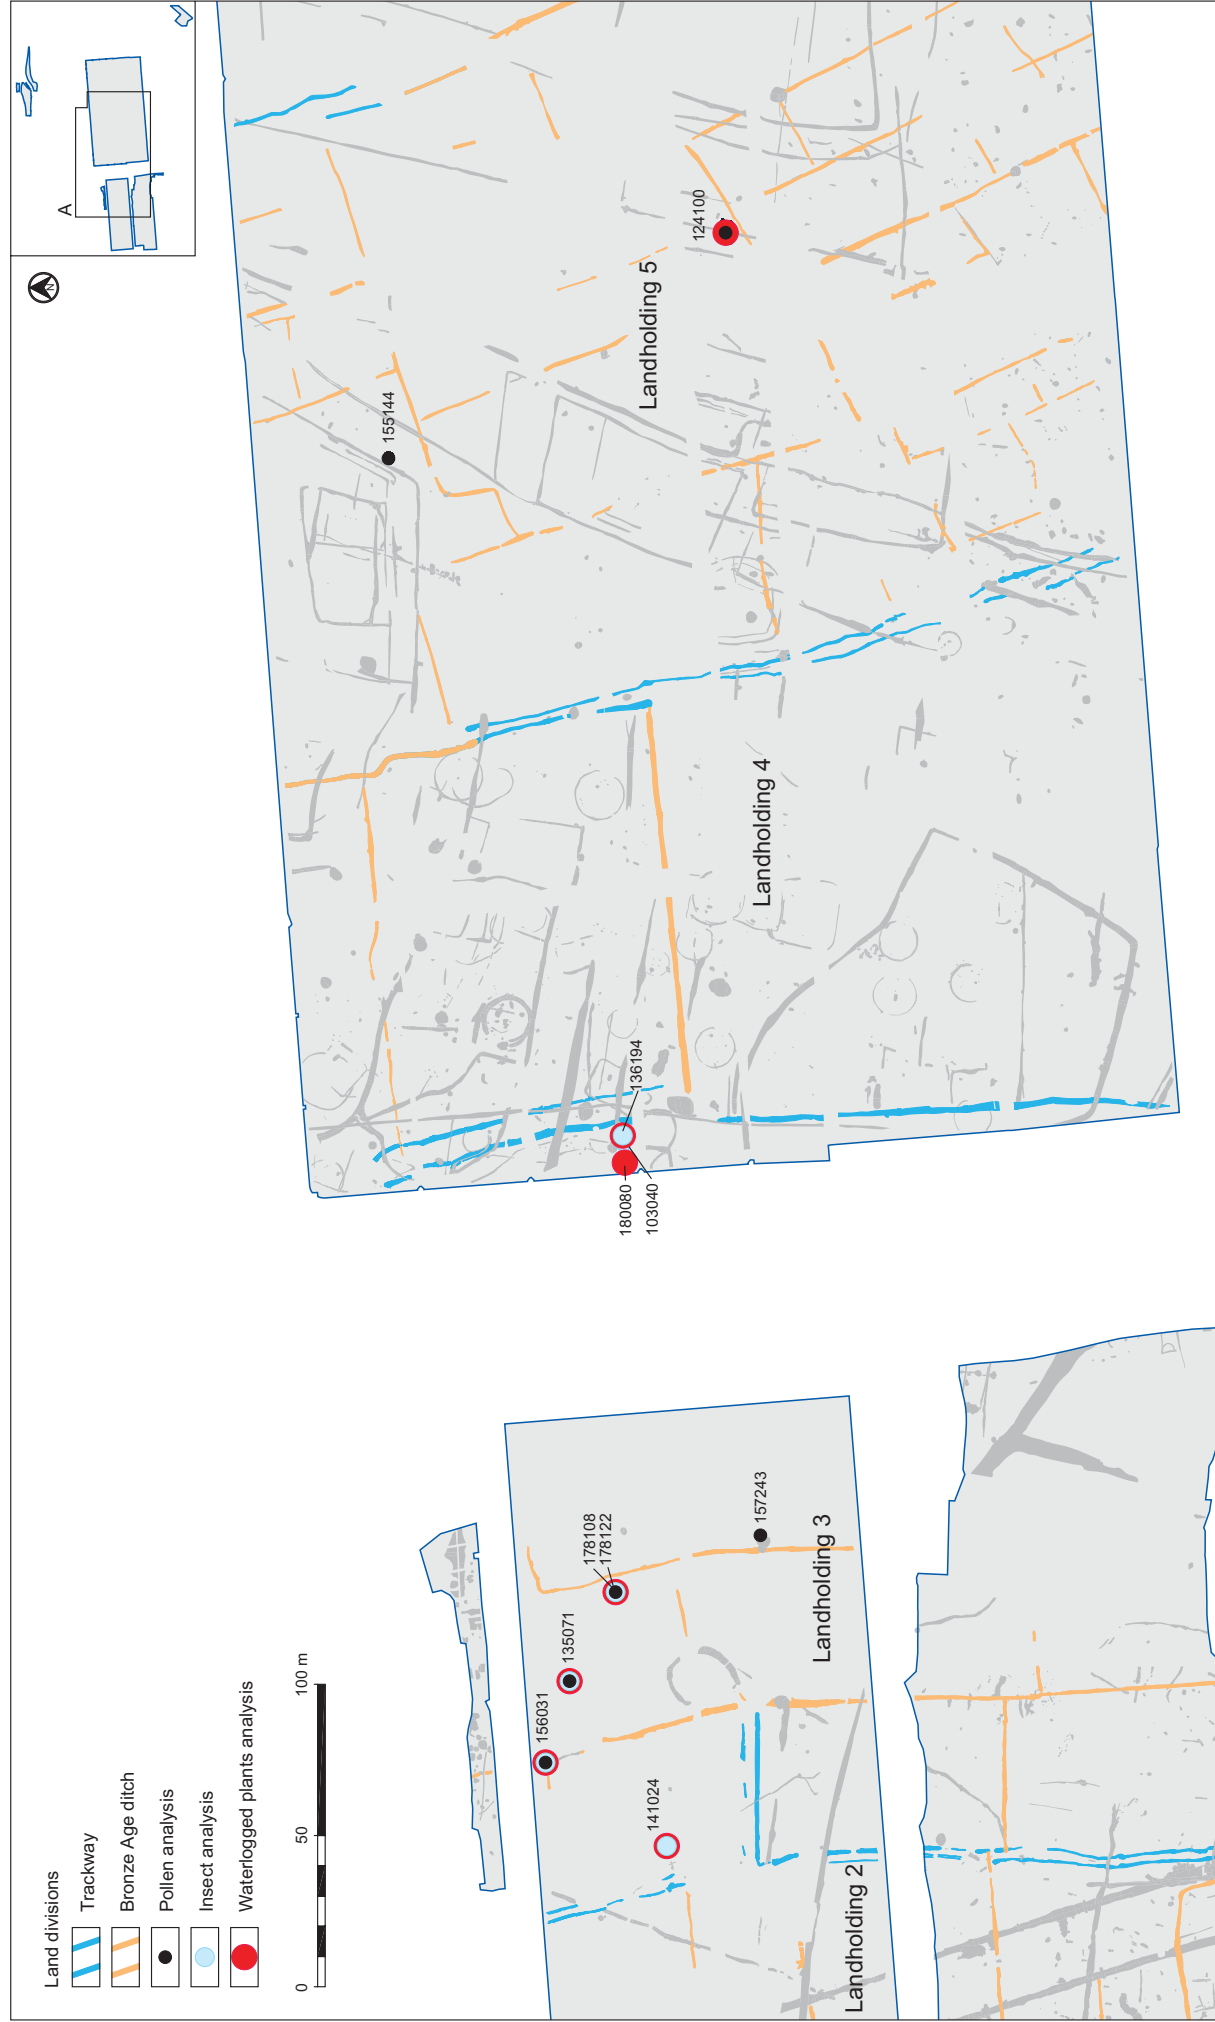 Land divisions
Trackway
Bronze Age ditch
Pollen analysis
Insect analysis
Waterlogged plants analysis
0
50
100 m
A
N
155144
124100
Landholding 5
Landholding 4
136194
180080
103040
178108
178122
135071
156031
157243
141024
Landholding 3
Landholding 2